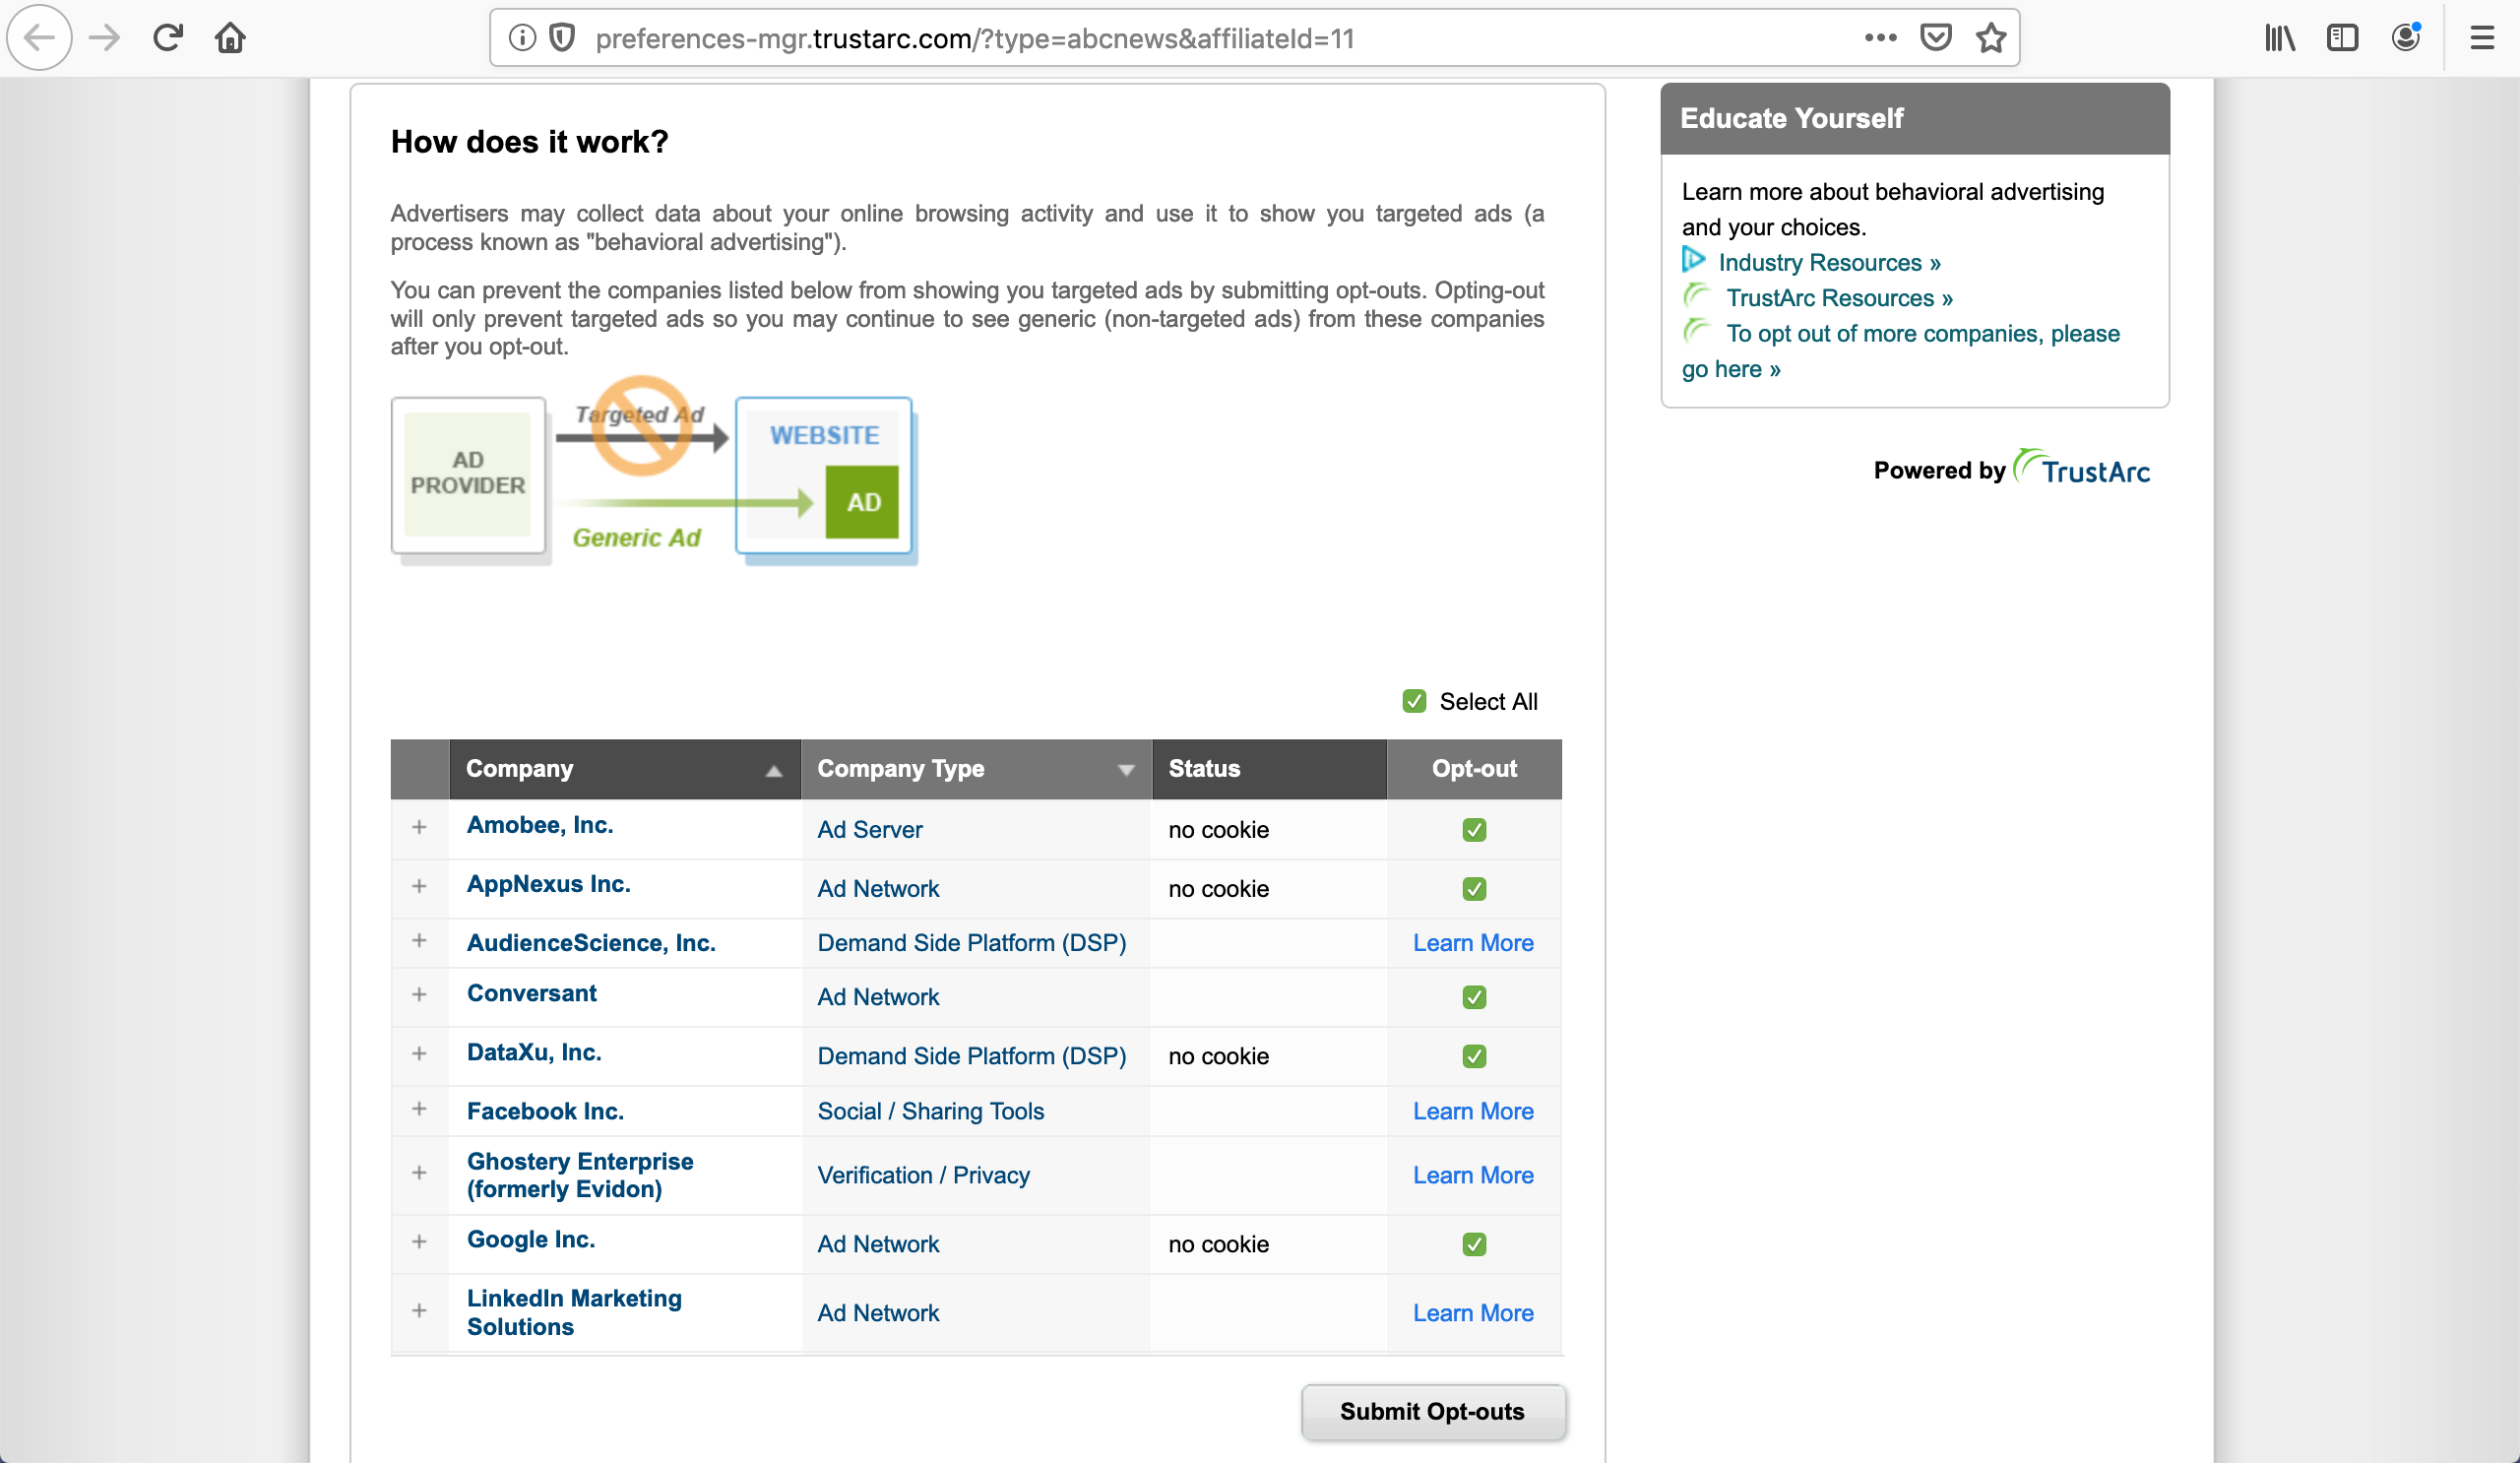 preferences-mgr.trustarc.com/?type=abcnews&affiliateId=11
How does it work?
Advertisers may collect data about your online browsing activity and use it to show you targeted ads (a
process known as "behavioral advertising").
You can prevent the companies listed below from showing you targeted ads by submitting opt-outs. Opting-out
will only prevent targeted ads so you may continue to see generic (non-targeted ads) from these companies
after you opt-out.
AD
PROVIDER
Targeted Ad
Generic Ad
WEBSITE
AD
Select All
Company Company Type Status Opt-out
+ Amobee, Inc. Ad Server no cookie
+ AppNexus Inc. Ad Network no cookie
+ AudienceScience, Inc. Demand Side Platform (DSP) Learn More
+ Conversant Ad Network
+ DataXu, Inc. Demand Side Platform (DSP) no cookie
+ Facebook Inc. Social / Sharing Tools Learn More
+ Ghostery Enterprise
(formerly Evidon) Verification / Privacy Learn More
+ Google Inc. Ad Network no cookie
+ LinkedIn Marketing
Solutions Ad Network Learn More
Submit Opt-outs
Educate Yourself
Learn more about behavioral advertising
and your choices.
Industry Resources »
TrustArc Resources »
To opt out of more companies, please
go here »
Powered by TrustArc